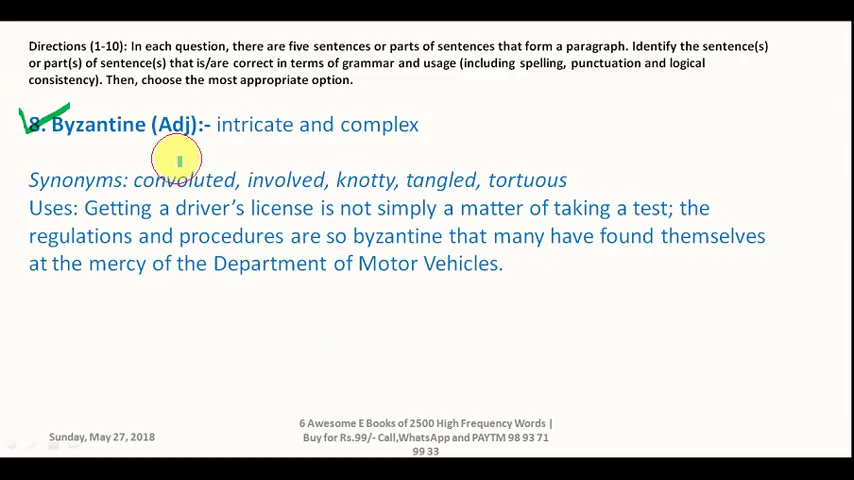 Directions (1-10): In each question, there are five sentences or parts of sentences that form a paragraph. Identify the sentence(s)
or part(s) of sentence(s) that is/are correct in terms of grammar and usage (including spelling, punctuation and logical
consistency). Then, choose the most appropriate option.
8. Byzantine (Adj):- intricate and complex
Synonyms: convoluted, involved, knotty, tangled, tortuous
Uses: Getting a driver's license is not simply a matter of taking a test; the
regulations and procedures are so byzantine that many have found themselves
at the mercy of the Department of Motor Vehicles.
Sunday, May 27, 2018
6 Awesome E Books of 2500 High Frequency Words |
Buy for Rs.99/- Call,WhatsApp and PAYTM 98 93 71
99 33